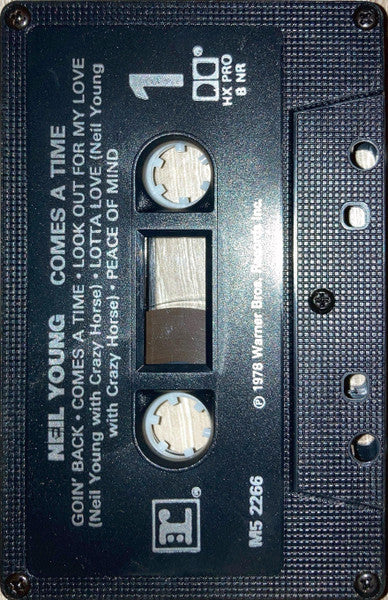 NEIL YOUNG COMES A TIME
GOIN' BACK • COMES A TIME • LOOK OUT FOR MY LOVE
(Neil Young with Crazy Horse) • LOTTA LOVE (Neil Young
with Crazy Horse) • PEACE OF MIND
1
HX PRO
B NR
r
®
M5 2266
℗ 1978 Warner Bros. Records Inc.